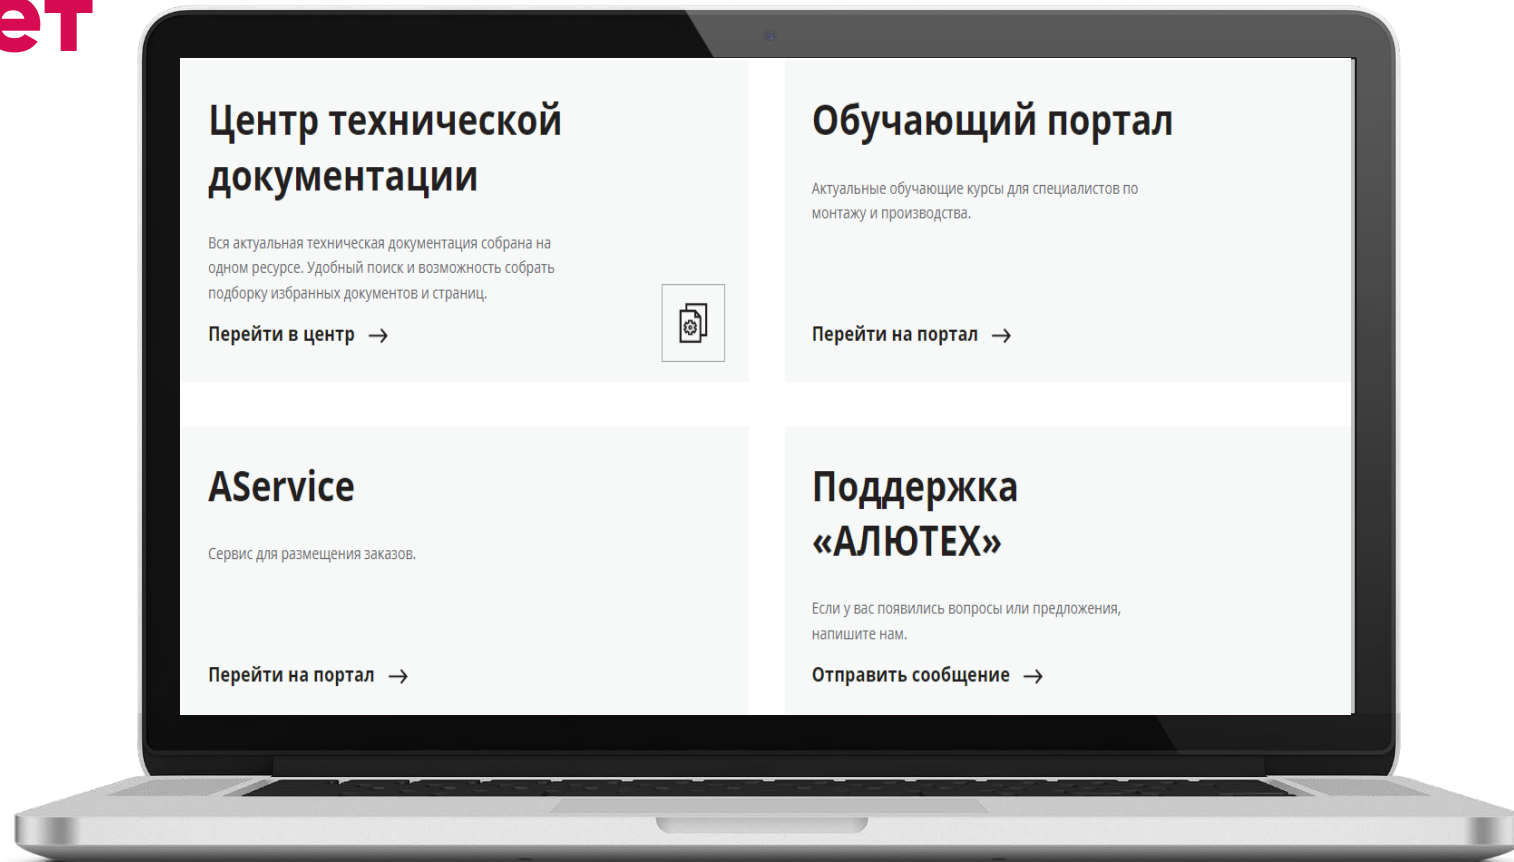 ет
Центр технической
документации
Вся актуальная техническая документация собрана на
одном ресурсе. Удобный поиск и возможность собрать
подборку избранных документов и страниц.
Перейти в центр →
Обучающий портал
Актуальные обучающие курсы для специалистов по
монтажу и производства.
Перейти на портал →
AService
Сервис для размещения заказов.
Перейти на портал →
Поддержка
«АЛЮТЕХ»
Если у вас появились вопросы или предложения,
напишите нам.
Отправить сообщение →